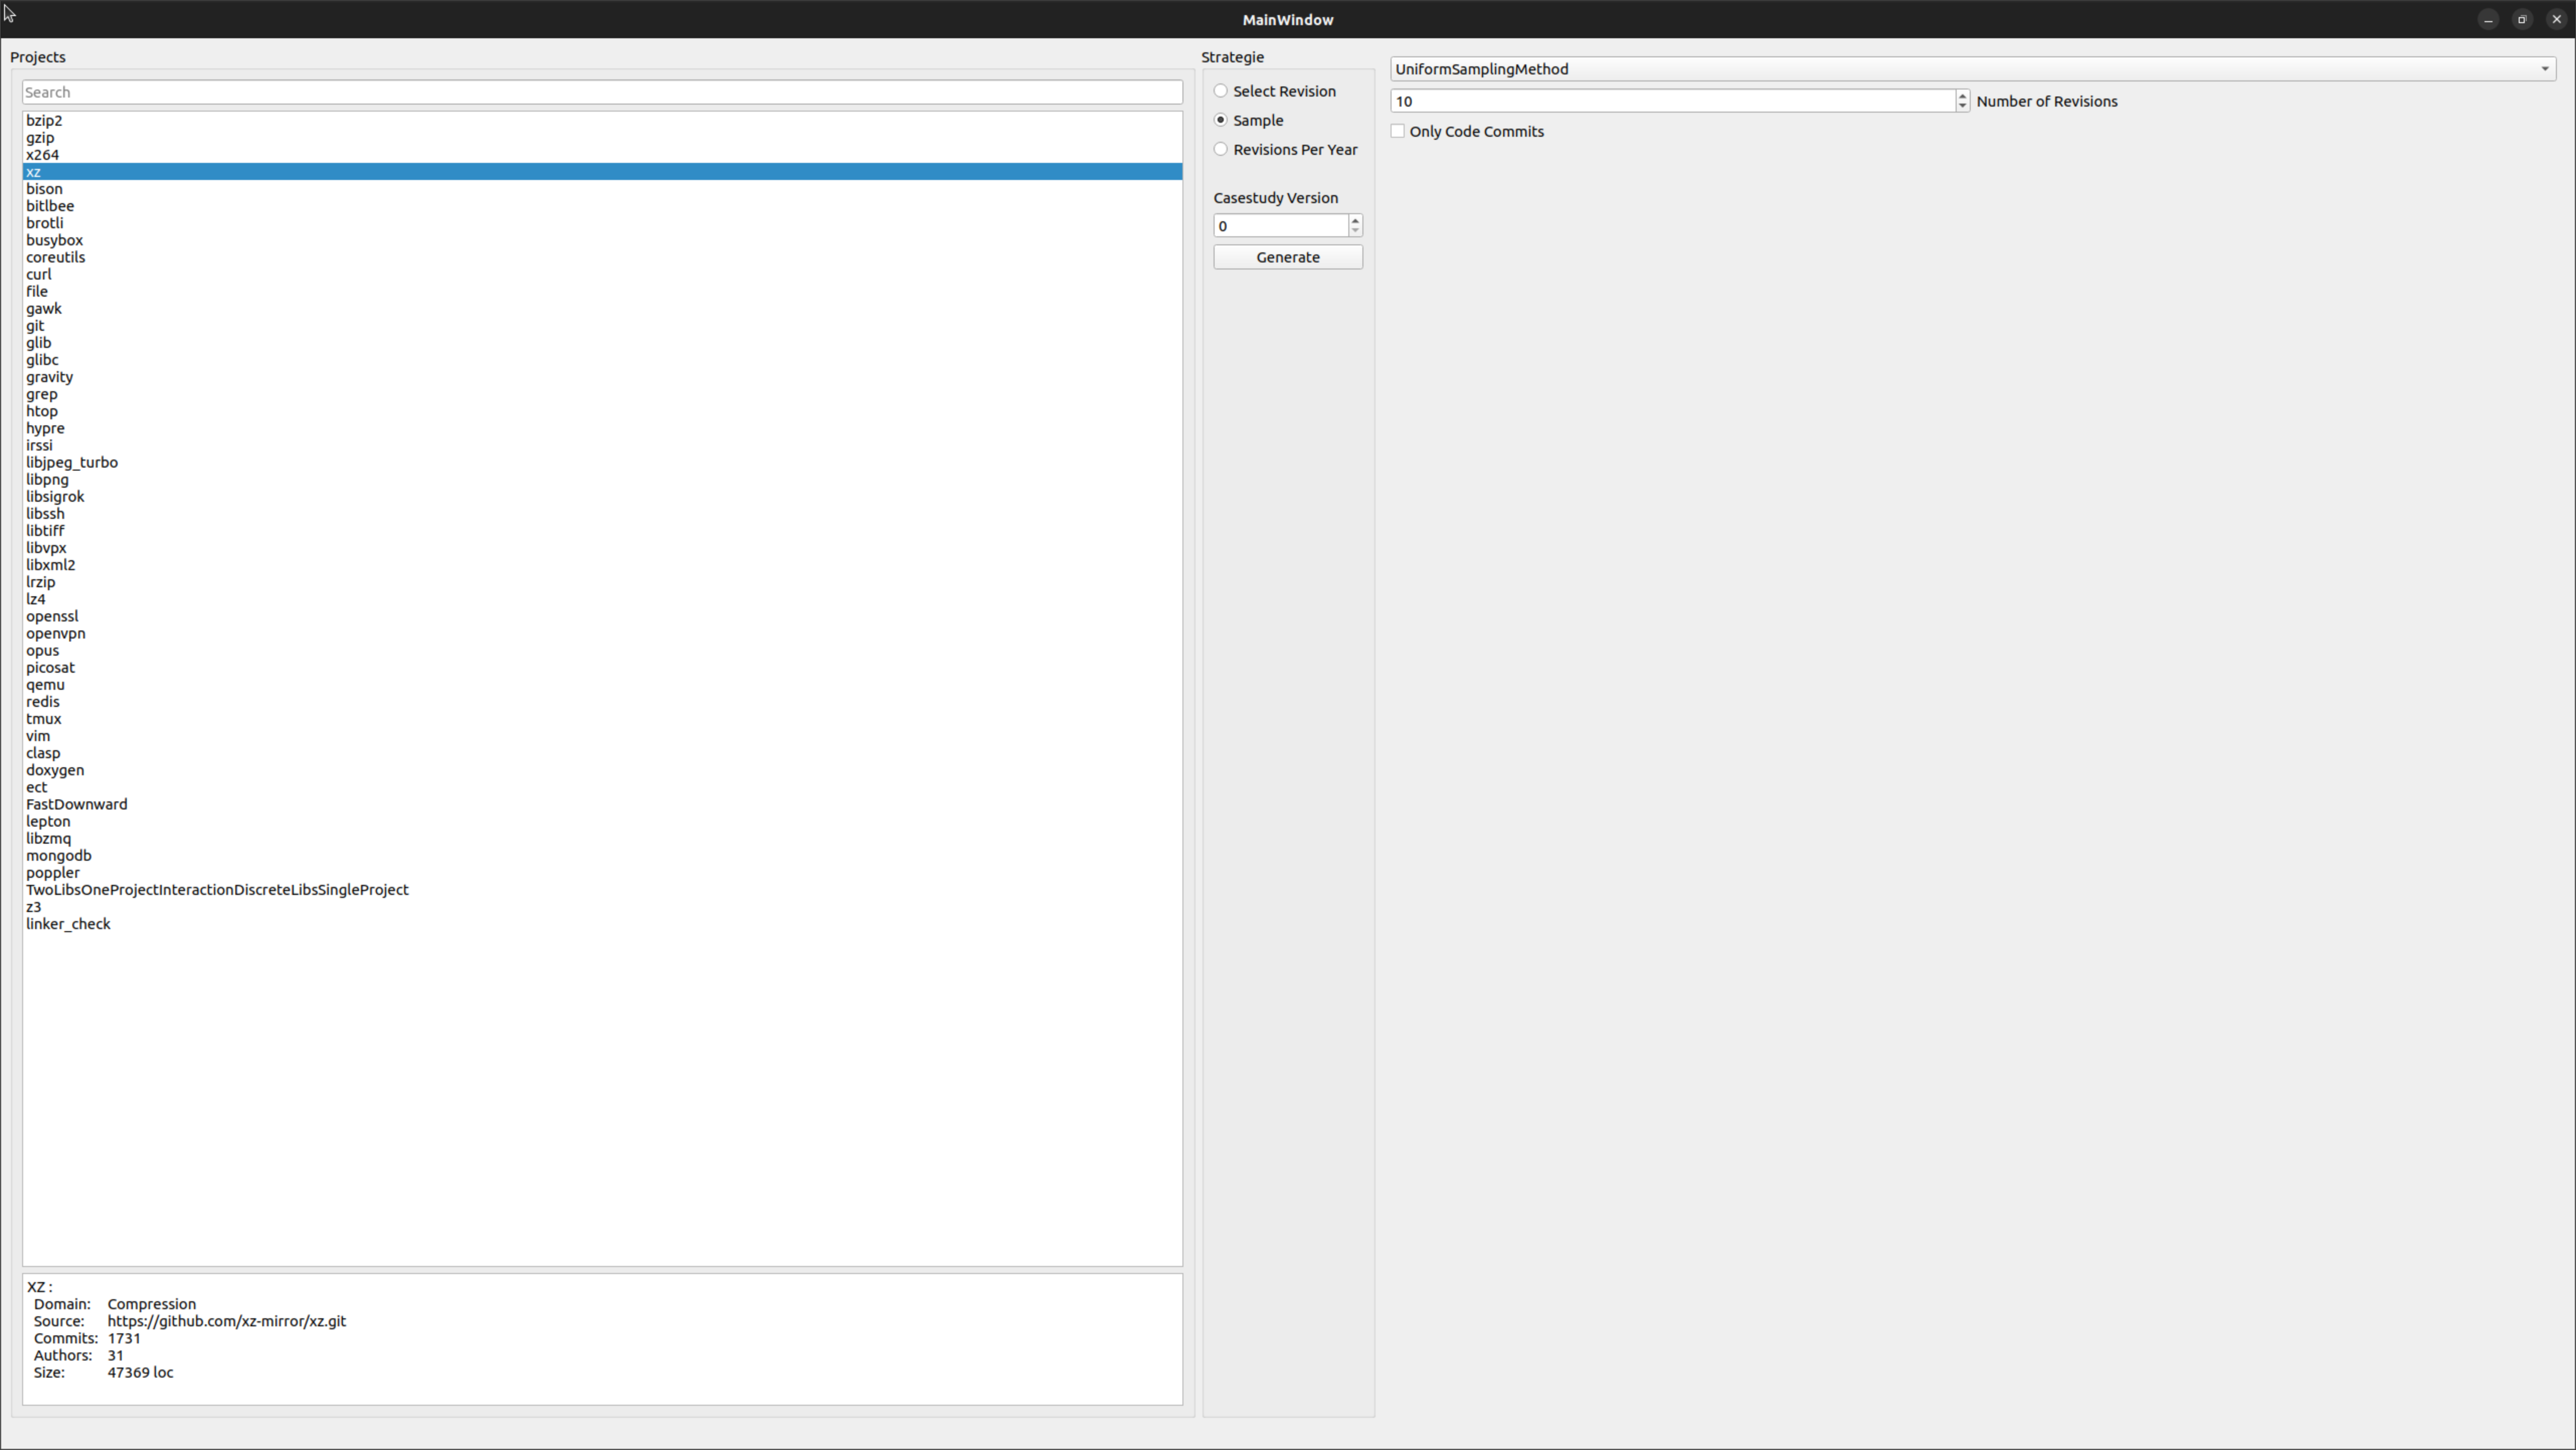 MainWindow
Projects
Search
bzip2
gzip
x264
xz
bison
bitlbee
brotli
busybox
coreutils
curl
file
gawk
git
glib
glibc
gravity
grep
htop
hypre
irssi
libjpeg_turbo
libpng
libsigrok
libssh
libtiff
libvpx
libxml2
lrzip
lz4
openssl
openvpn
opus
picosat
qemu
redis
tmux
vim
clasp
doxygen
ect
FastDownward
lepton
libzmq
mongodb
poppler
TwoLibsOneProjectInteractionDiscreteLibsSingleProject
z3
linker_check
XZ :
Domain: Compression
Source: https://github.com/xz-mirror/xz.git
Commits: 1731
Authors: 31
Size: 47369 loc
Strategie
Select Revision
Sample
Revisions Per Year
Casestudy Version
0
Generate
UniformSamplingMethod
10 Number of Revisions
Only Code Commits